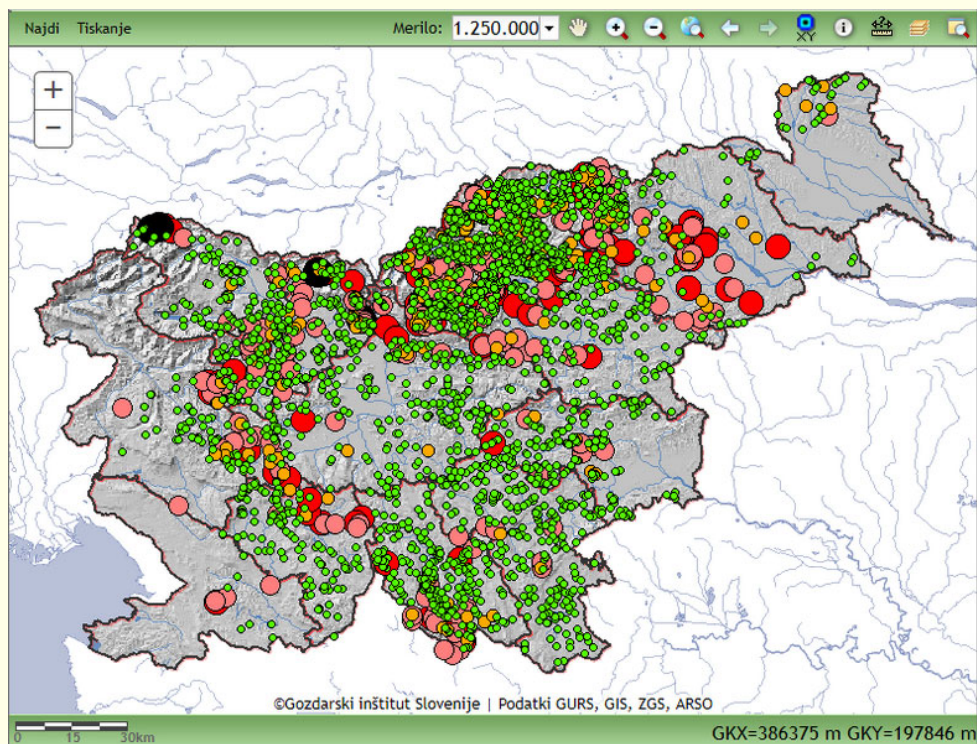 Najdi Tiskanje Merilo: 1.250.000 XY i
+
−
©Gozdarski inštitut Slovenije | Podatki GURS, GIS, ZGS, ARSO
0 15 30km GKX=386375 m GKY=197846 m